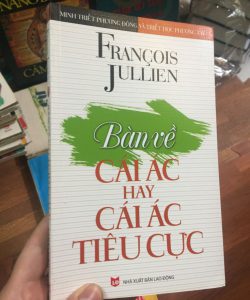 MINH TRIẾT PHƯƠNG ĐÔNG VÀ TRIẾT HỌC PHƯƠNG TÂY
FRANÇOIS
JULLIEN
Bàn về
CÁI ÁC
HAY
CÁI ÁC
TIÊU CỰC
NHÀ XUẤT BẢN LAO ĐỘNG